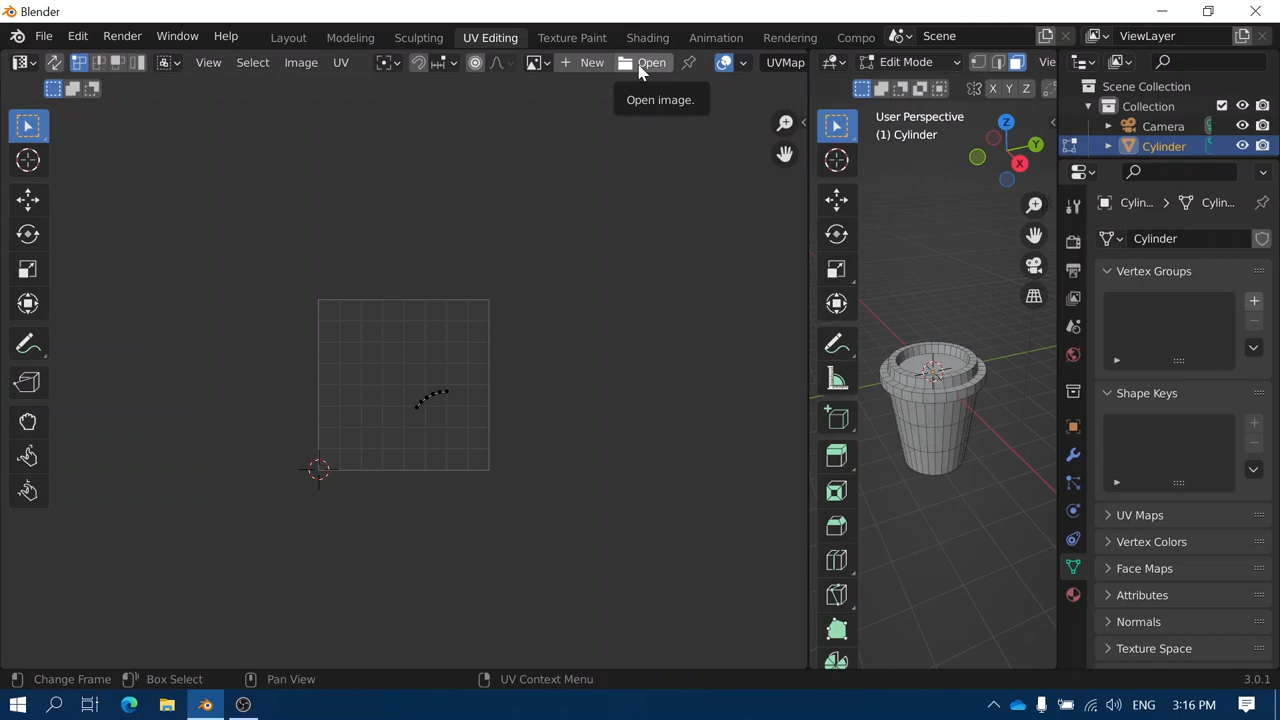 Blender
File Edit Render Window Help Layout Modeling Sculpting UV Editing Texture Paint Shading Animation Rendering Compo Scene ViewLayer
View Select Image UV New Open UVMap Edit Mode Vie
Open image.
X Y Z
Scene Collection
Collection
Camera
Cylinder
User Perspective
(1) Cylinder
Z
Y
X
Cylin... Cylin...
Cylinder
Vertex Groups
Shape Keys
UV Maps
Vertex Colors
Face Maps
Attributes
Normals
Texture Space
Change Frame Box Select Pan View UV Context Menu 3.0.1
ENG 3:16 PM